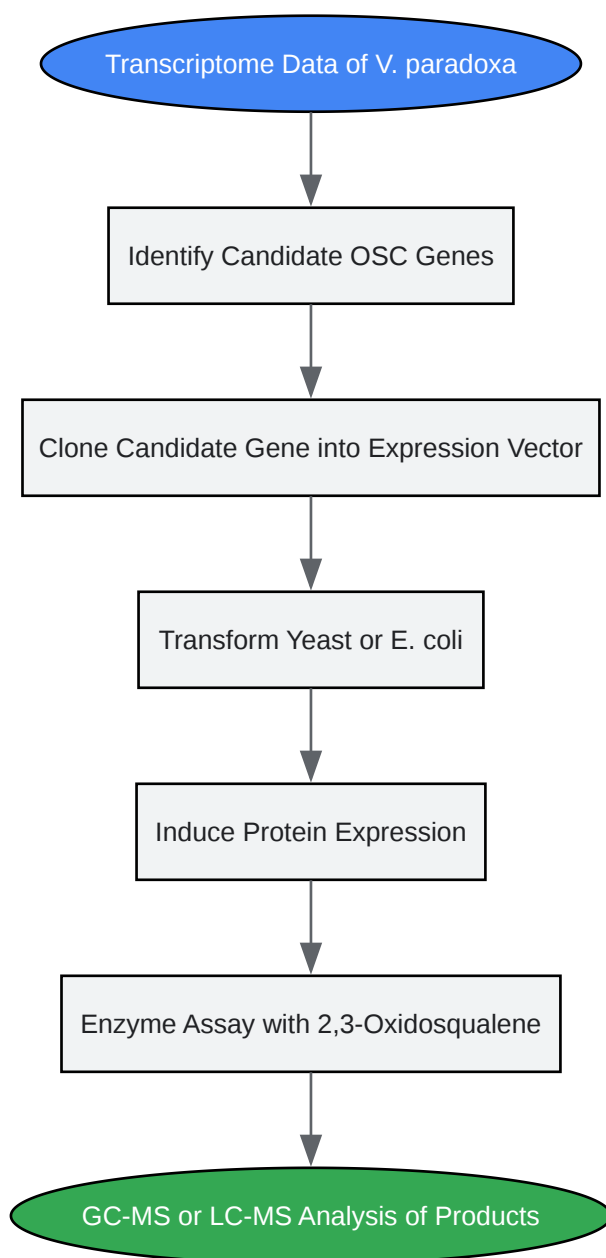 Transcriptome Data of V. paradoxa
Identify Candidate OSC Genes
Clone Candidate Gene into Expression Vector
Transform Yeast or E. coli
Induce Protein Expression
Enzyme Assay with 2,3-Oxidosqualene
GC-MS or LC-MS Analysis of Products